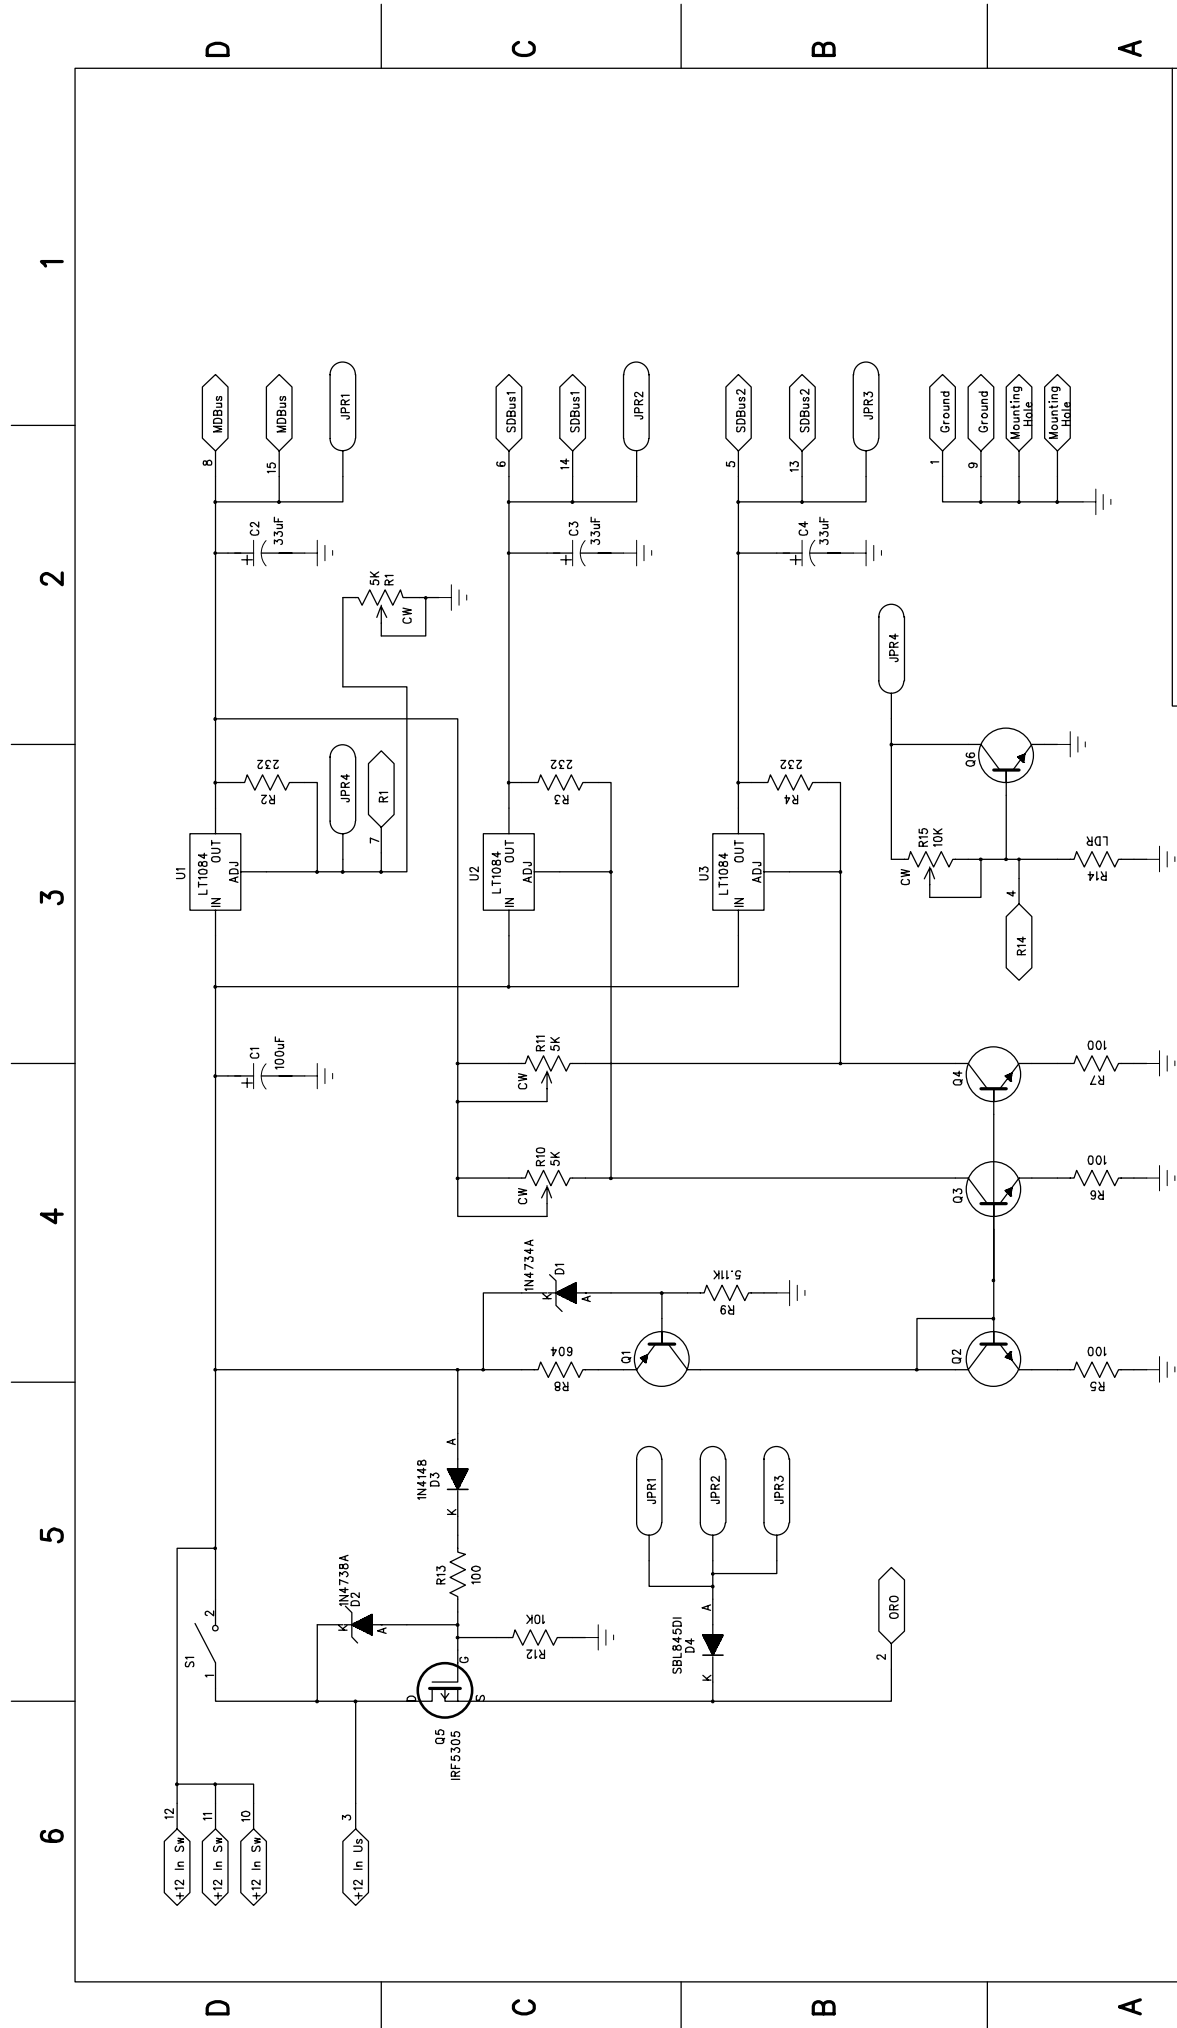 6
5
4
3
2
1
D
D
C
C
B
B
A
A
12
+12 In Sw
11
+12 In Sw
10
+12 In Sw
3
+12 In Us
S1
1
2
1N4738A
D2
K
A
Q5
IRF5305
D
G
S
R13
100
1N4148
D3
K
A
R12
10K
SBL845DI
D4
K
A
JPR1
JPR2
JPR3
2
ORO
R8
604
1N4734A
D1
K
A
Q1
R9
5.11K
Q2
R5
100
Q3
R6
100
Q4
R7
100
CW
R10
5K
CW
R11
5K
C1
100uF
+
U1
LT1084
IN
OUT
ADJ
R2
232
JPR4
7
R1
5K
R1
CW
+
C2
33uF
8
MDBus
15
MDBus
JPR1
U2
LT1084
IN
OUT
ADJ
R3
232
+
C3
33uF
6
SDBus1
14
SDBus1
JPR2
U3
LT1084
IN
OUT
ADJ
R4
232
+
C4
33uF
5
SDBus2
13
SDBus2
JPR3
CW
R15
10K
4
R14
R14
LDR
Q6
JPR4
1
Ground
9
Ground
Mounting
Hole
Mounting
Hole